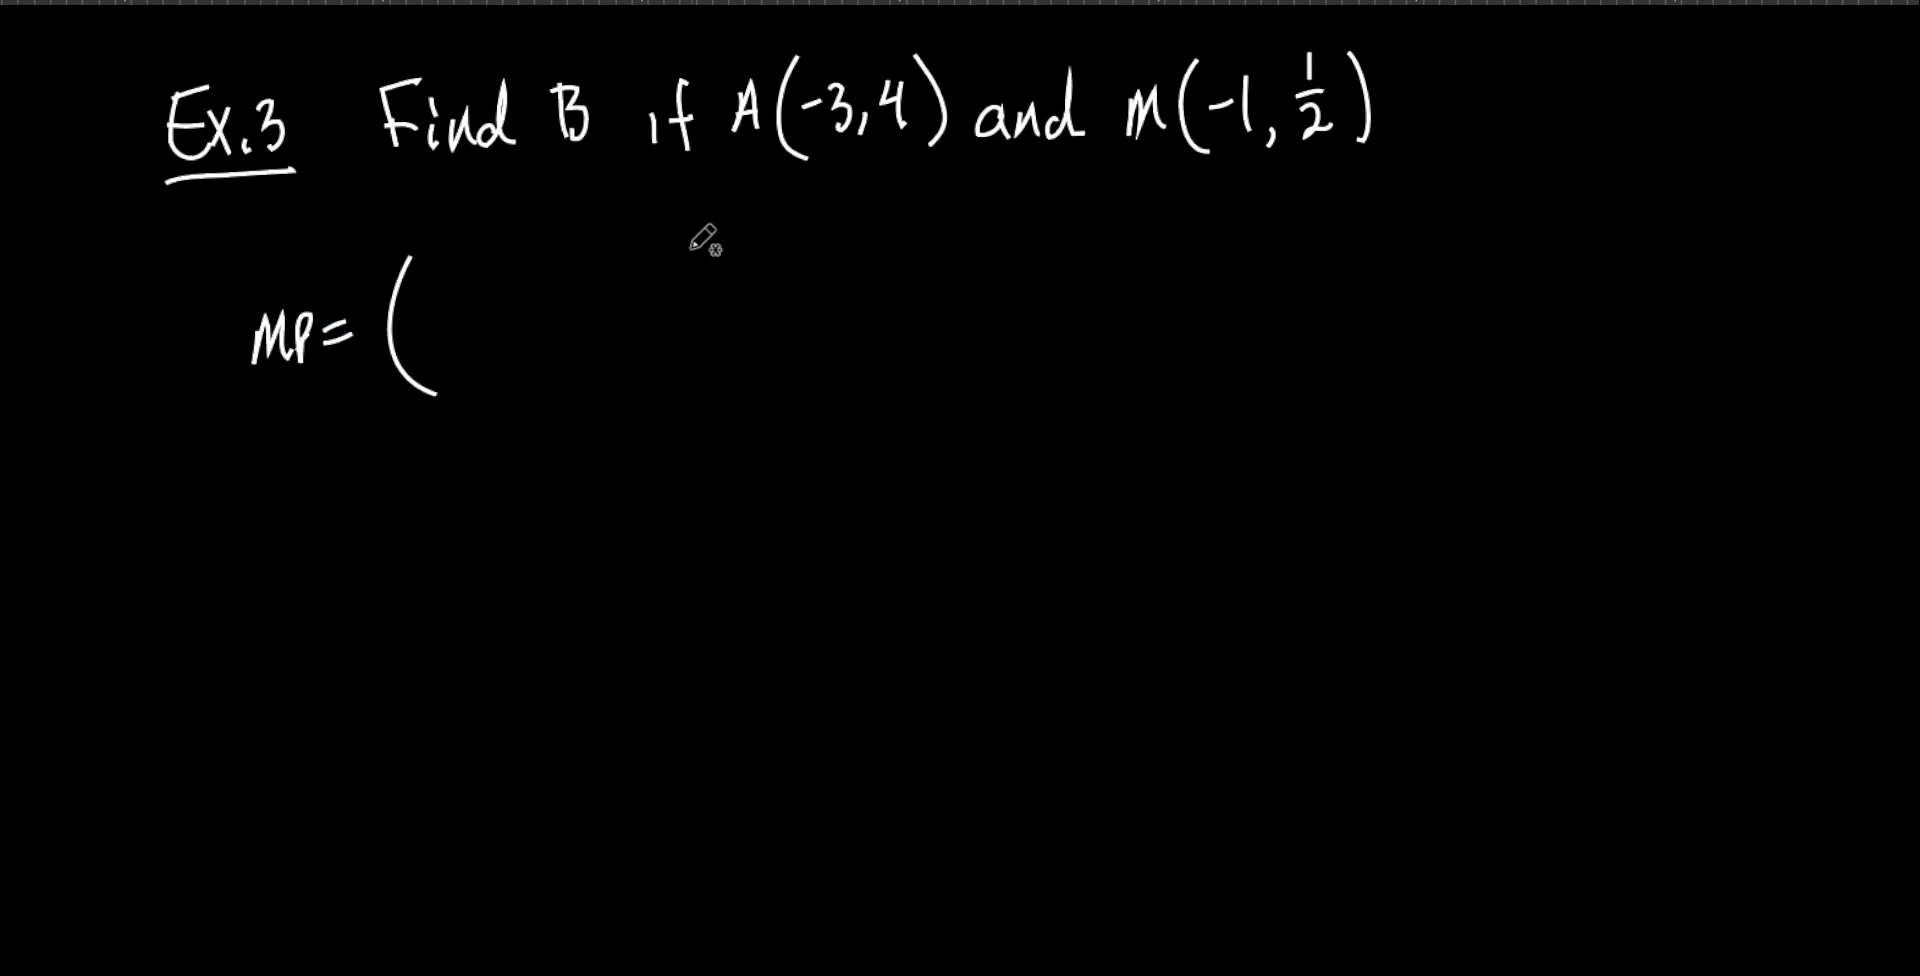 Ex.3 Find B if A(-3,4) and M(-1, 1/2)
MP= (